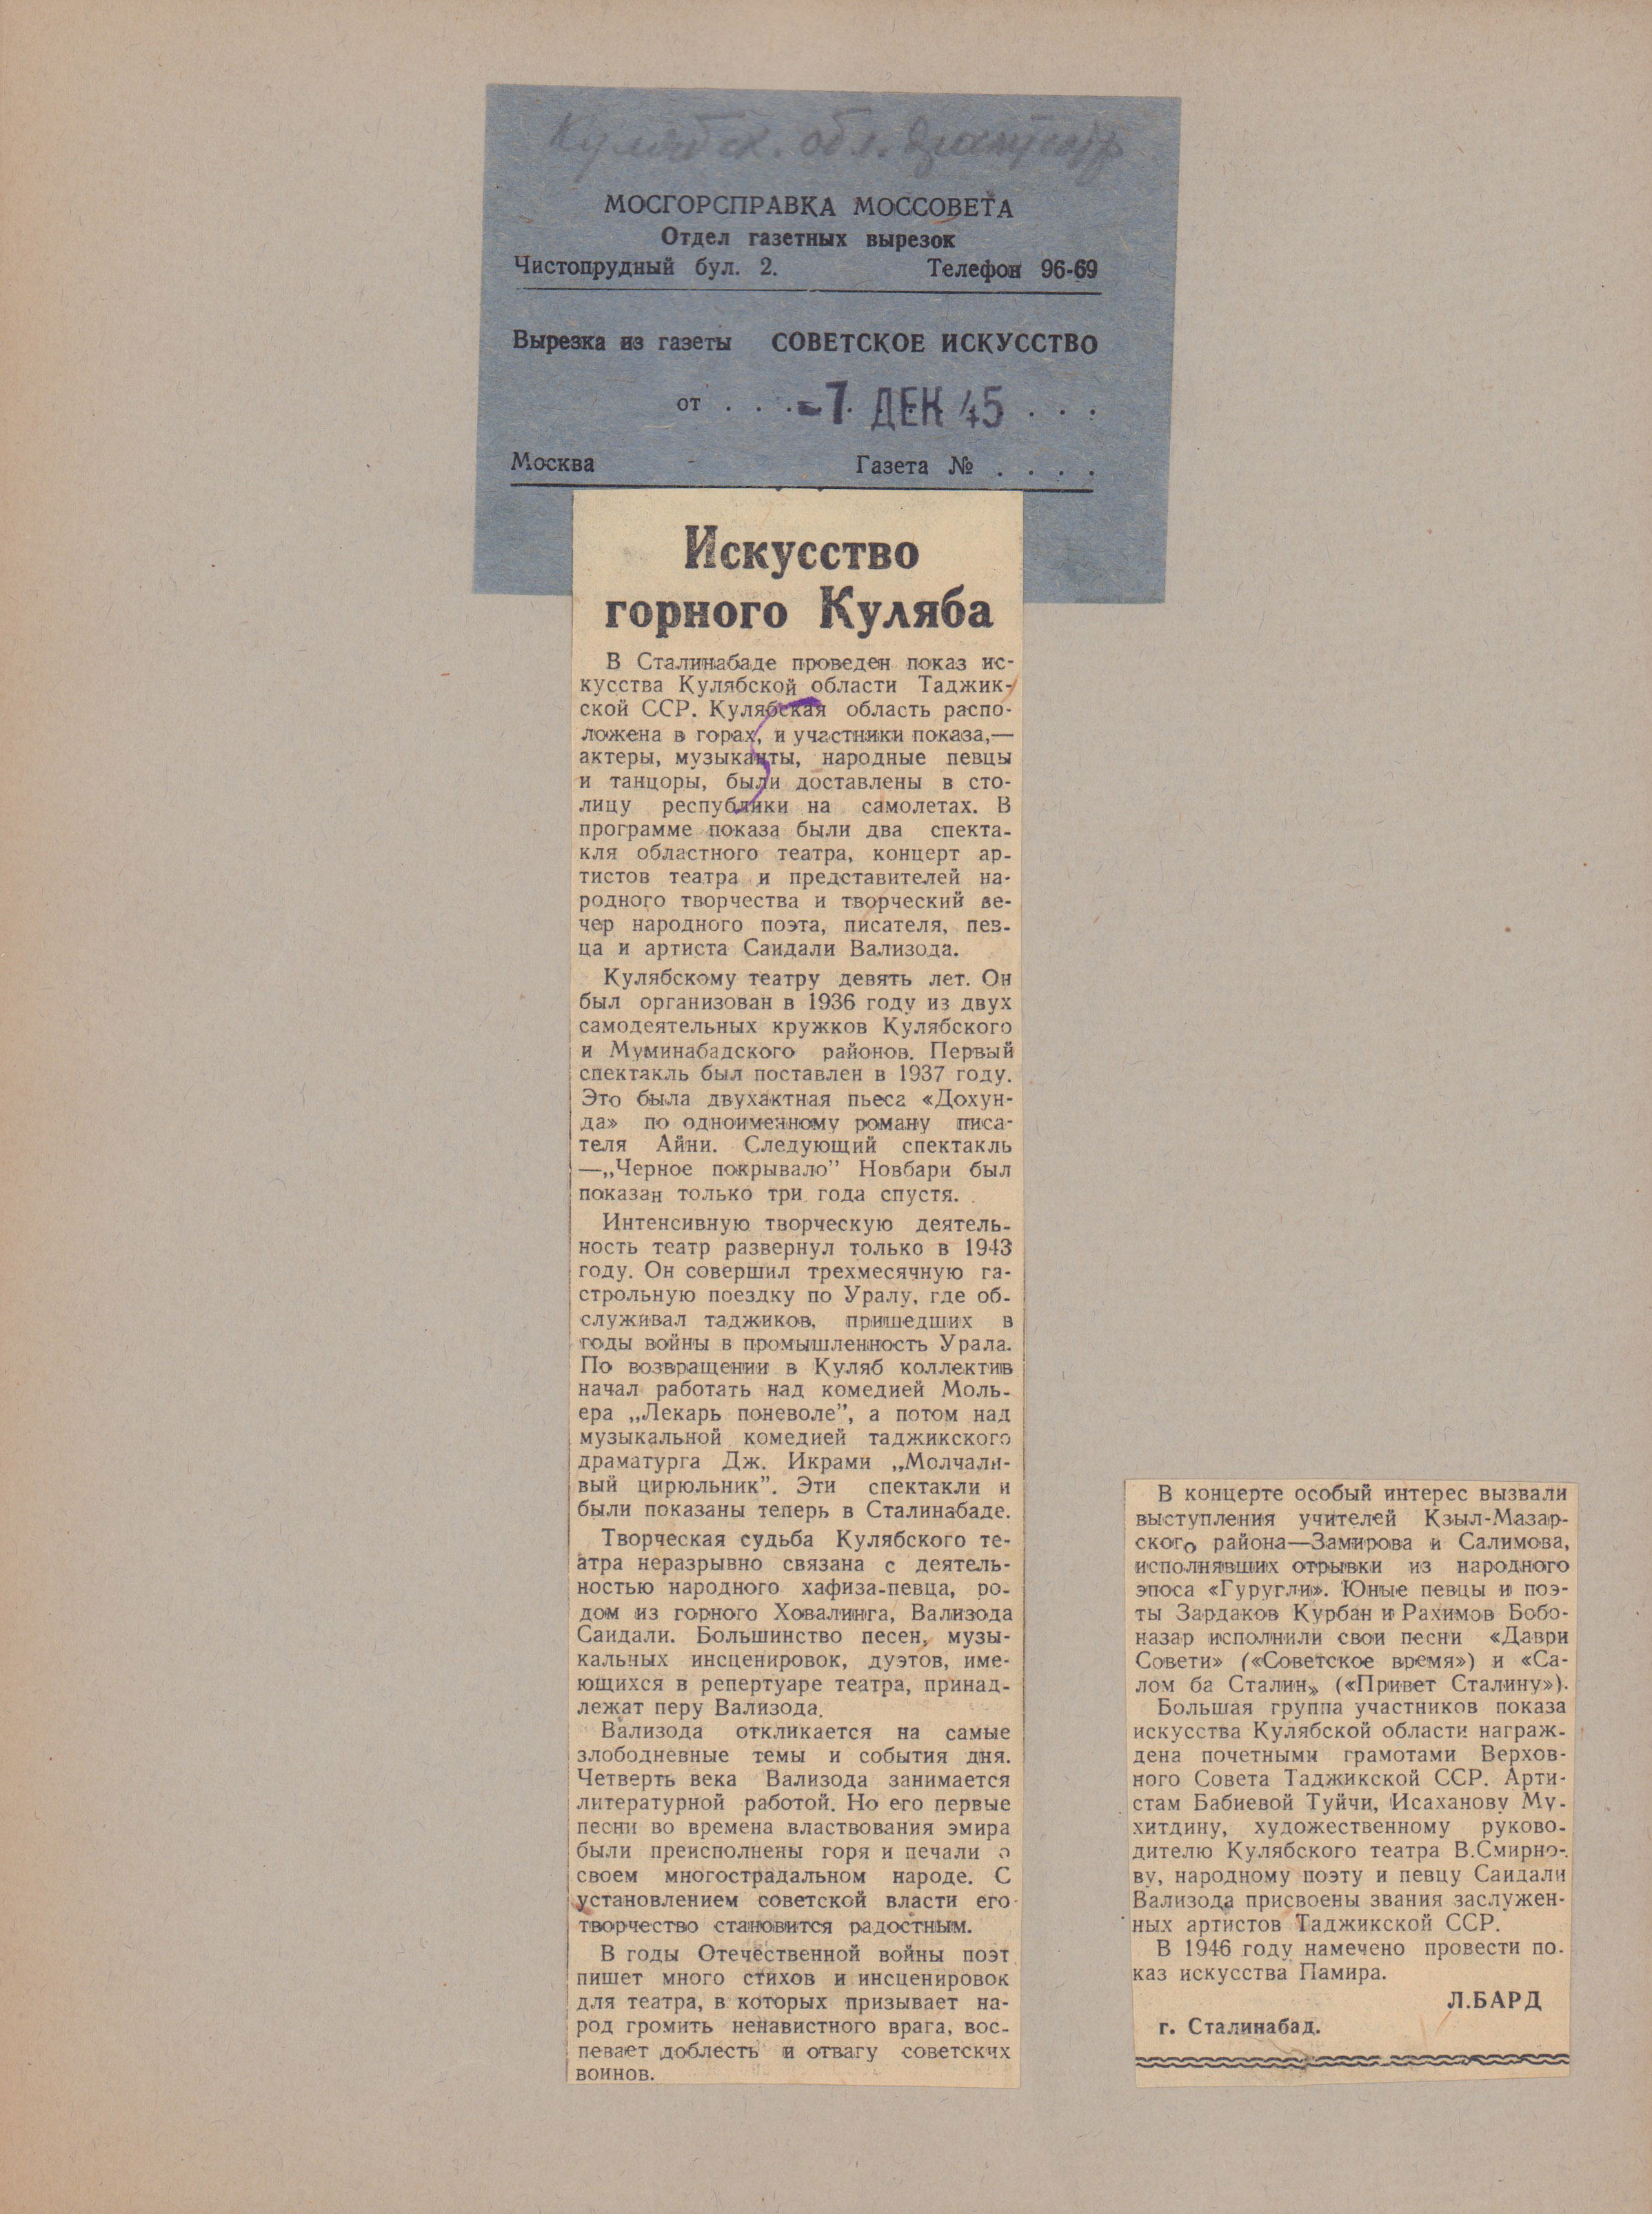 Кулябск. обл. драмтеатр
МОСГОРСПРАВКА МОССОВЕТА
Отдел газетных вырезок
Чистопрудный бул. 2. Телефон 96-69
Вырезка из газеты СОВЕТСКОЕ ИСКУССТВО
от . . . -7. ДЕК 45 . . .
Москва - Газета № . . . .
Искусство
горного Куляба
В Сталинабаде проведен показ ис-
кусства Кулябской области Таджик-
ской ССР. Кулябская область распо-
ложена в горах, и участники показа,—
актеры, музыканты, народные певцы
и танцоры, были доставлены в сто-
лицу республики на самолетах. В
программе показа были два спекта-
кля областного театра, концерт ар-
тистов театра и представителей на-
родного творчества и творческий ве-
чер народного поэта, писателя, пев-
ца и артиста Саидали Вализода.
Кулябскому театру девять лет. Он
был организован в 1936 году из двух
самодеятельных кружков Кулябского
и Муминабадского районов. Первый
спектакль был поставлен в 1937 году.
Это была двухактная пьеса «Дохун-
да» по одноименному роману писа-
теля Айни. Следующий спектакль
—„Черное покрывало” Новбари был
показан только три года спустя.
Интенсивную творческую деятель-
ность театр развернул только в 1943
году. Он совершил трехмесячную га-
строльную поездку по Уралу, где об-
служивал таджиков, пришедших в
годы войны в промышленность Урала.
По возвращении в Куляб коллектив
начал работать над комедией Моль-
ера „Лекарь поневоле”, а потом над
музыкальной комедией таджикского
драматурга Дж. Икрами „Молчали-
вый цирюльник”. Эти спектакли и
были показаны теперь в Сталинабаде.
Творческая судьба Кулябского те-
атра неразрывно связана с деятель-
ностью народного хафиза-певца, ро-
дом из горного Ховалинга, Вализода
Саидали. Большинство песен, музы-
кальных инсценировок, дуэтов, име-
ющихся в репертуаре театра, принад-
лежат перу Вализода.
Вализода откликается на самые
злободневные темы и события дня.
Четверть века Вализода занимается
литературной работой. Но его первые
песни во времена властвования эмира
были преисполнены горя и печали о
своем многострадальном народе. С
установлением советской власти его
творчество становится радостным.
В годы Отечественной войны поэт
пишет много стихов и инсценировок
для театра, в которых призывает на-
род громить ненавистного врага, вос-
певает доблесть и отвагу советских
воинов.
В концерте особый интерес вызвали
выступления учителей Кзыл-Мазар-
ского района—Замирова и Салимова,
исполнявших отрывки из народного
эпоса «Гуругли». Юные певцы и поэ-
ты Зардаков Курбан и Рахимов Бобо-
назар исполнили свои песни «Даври
Совети» («Советское время») и «Са-
лом ба Сталин» («Привет Сталину»).
Большая группа участников показа
искусства Кулябской области награж-
дена почетными грамотами Верхов-
ного Совета Таджикской ССР. Арти-
стам Бабиевой Туйчи, Исаханову Му-
хитдину, художественному руково-
дителю Кулябского театра В.Смирно-
ву, народному поэту и певцу Саидали
Вализода присвоены звания заслужен-
ных артистов Таджикской ССР.
В 1946 году намечено провести по-
каз искусства Памира.
Л.БАРД
г. Сталинабад.